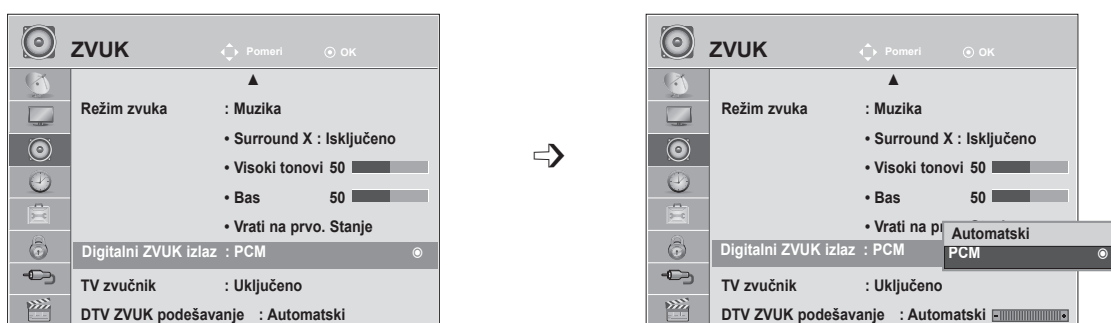 ZVUK Pomeri OK
Režim zvuka : Muzika
• Surround X : Isključeno
• Visoki tonovi 50
• Bas 50
• Vrati na prvo. Stanje
Digitalni ZVUK izlaz : PCM
TV zvučnik : Uključeno
DTV ZVUK podešavanje : Automatski
ZVUK Pomeri OK
Režim zvuka : Muzika
• Surround X : Isključeno
• Visoki tonovi 50
• Bas 50
• Vrati na pr
Automatski
Digitalni ZVUK izlaz : PCM PCM
TV zvučnik : Uključeno
DTV ZVUK podešavanje : Automatski